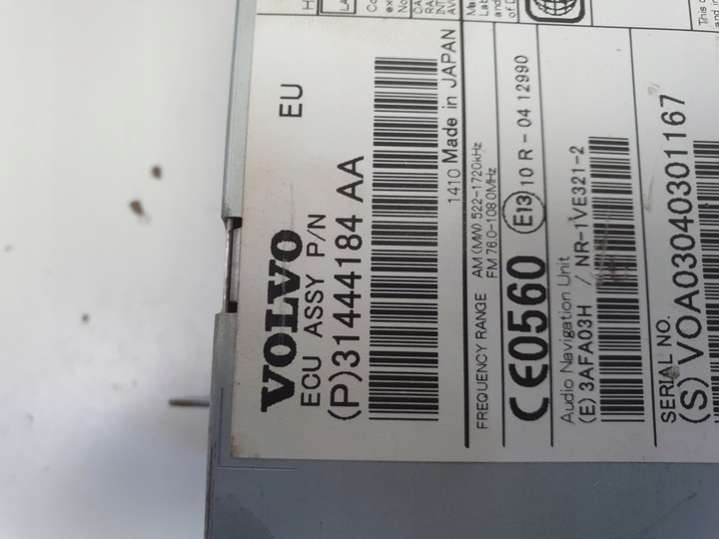 EU
VOLVO
ECU ASSY P/N
(P)31444184 AA
1410 Made in JAPAN
FREQUENCY RANGE AM(MW) 522-1720kHz
FM 76.0-108.0MHz
CE0560 E13 10 R - 04 12990
Audio Navigation Unit
(E) 3AFA03H / NR-1VE321-2
SERIAL NO.
(S) VOA03040301167